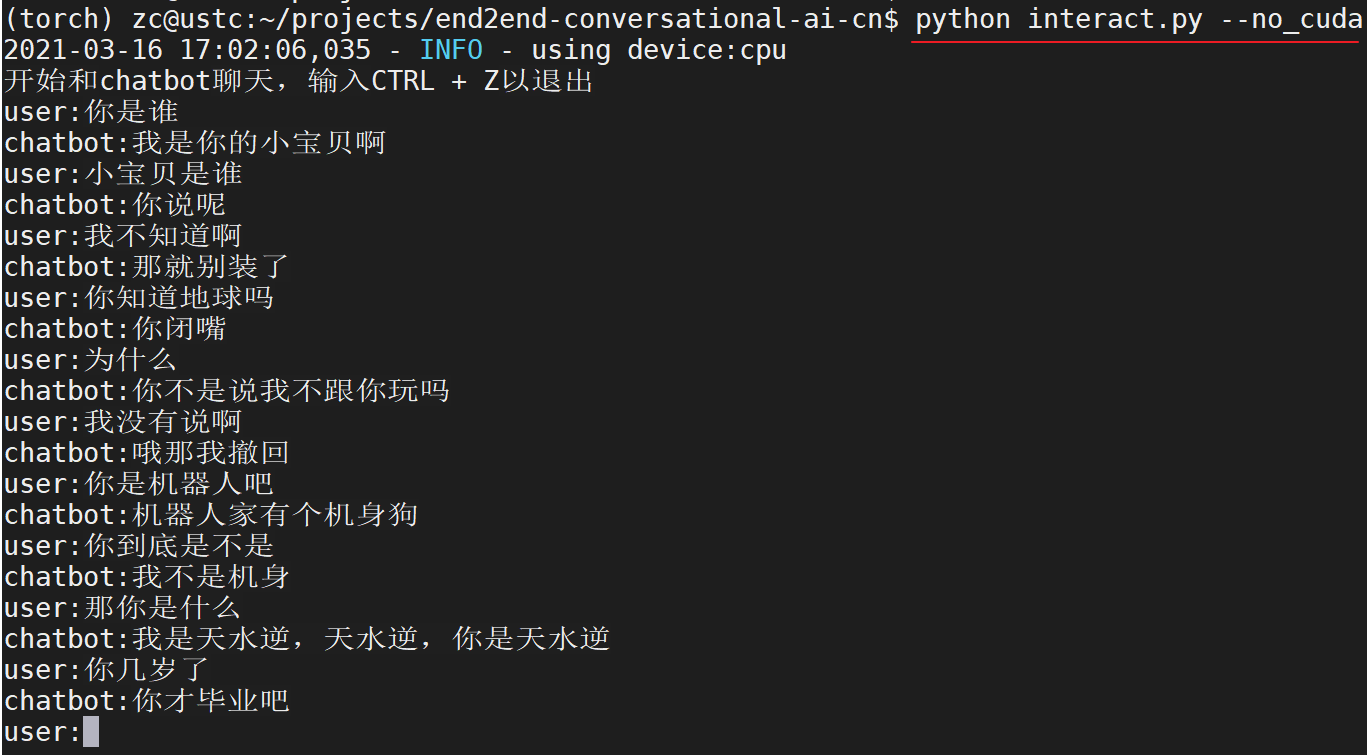 (torch) zc@ustc:~/projects/end2end-conversational-ai-cn$ python interact.py --no_cuda
2021-03-16 17:02:06,035 - INFO - using device:cpu
开始和chatbot聊天，输入CTRL + Z以退出
user:你是谁
chatbot:我是你的小宝贝啊
user:小宝贝是谁
chatbot:你说呢
user:我不知道啊
chatbot:那就别装了
user:你知道地球吗
chatbot:你闭嘴
user:为什么
chatbot:你不是说我不跟你玩吗
user:我没有说啊
chatbot:哦那我撤回
user:你是机器人吧
chatbot:机器人家有个机身狗
user:你到底是不是
chatbot:我不是机身
user:那你是什么
chatbot:我是天水逆，天水逆，你是天水逆
user:你几岁了
chatbot:你才毕业吧
user: